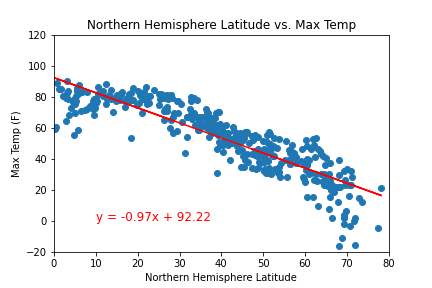 Northern Hemisphere Latitude vs. Max Temp
120
100
80
60
40
20
0
−20
Max Temp (F)
y = -0.97x + 92.22
0 10 20 30 40 50 60 70 80
Northern Hemisphere Latitude